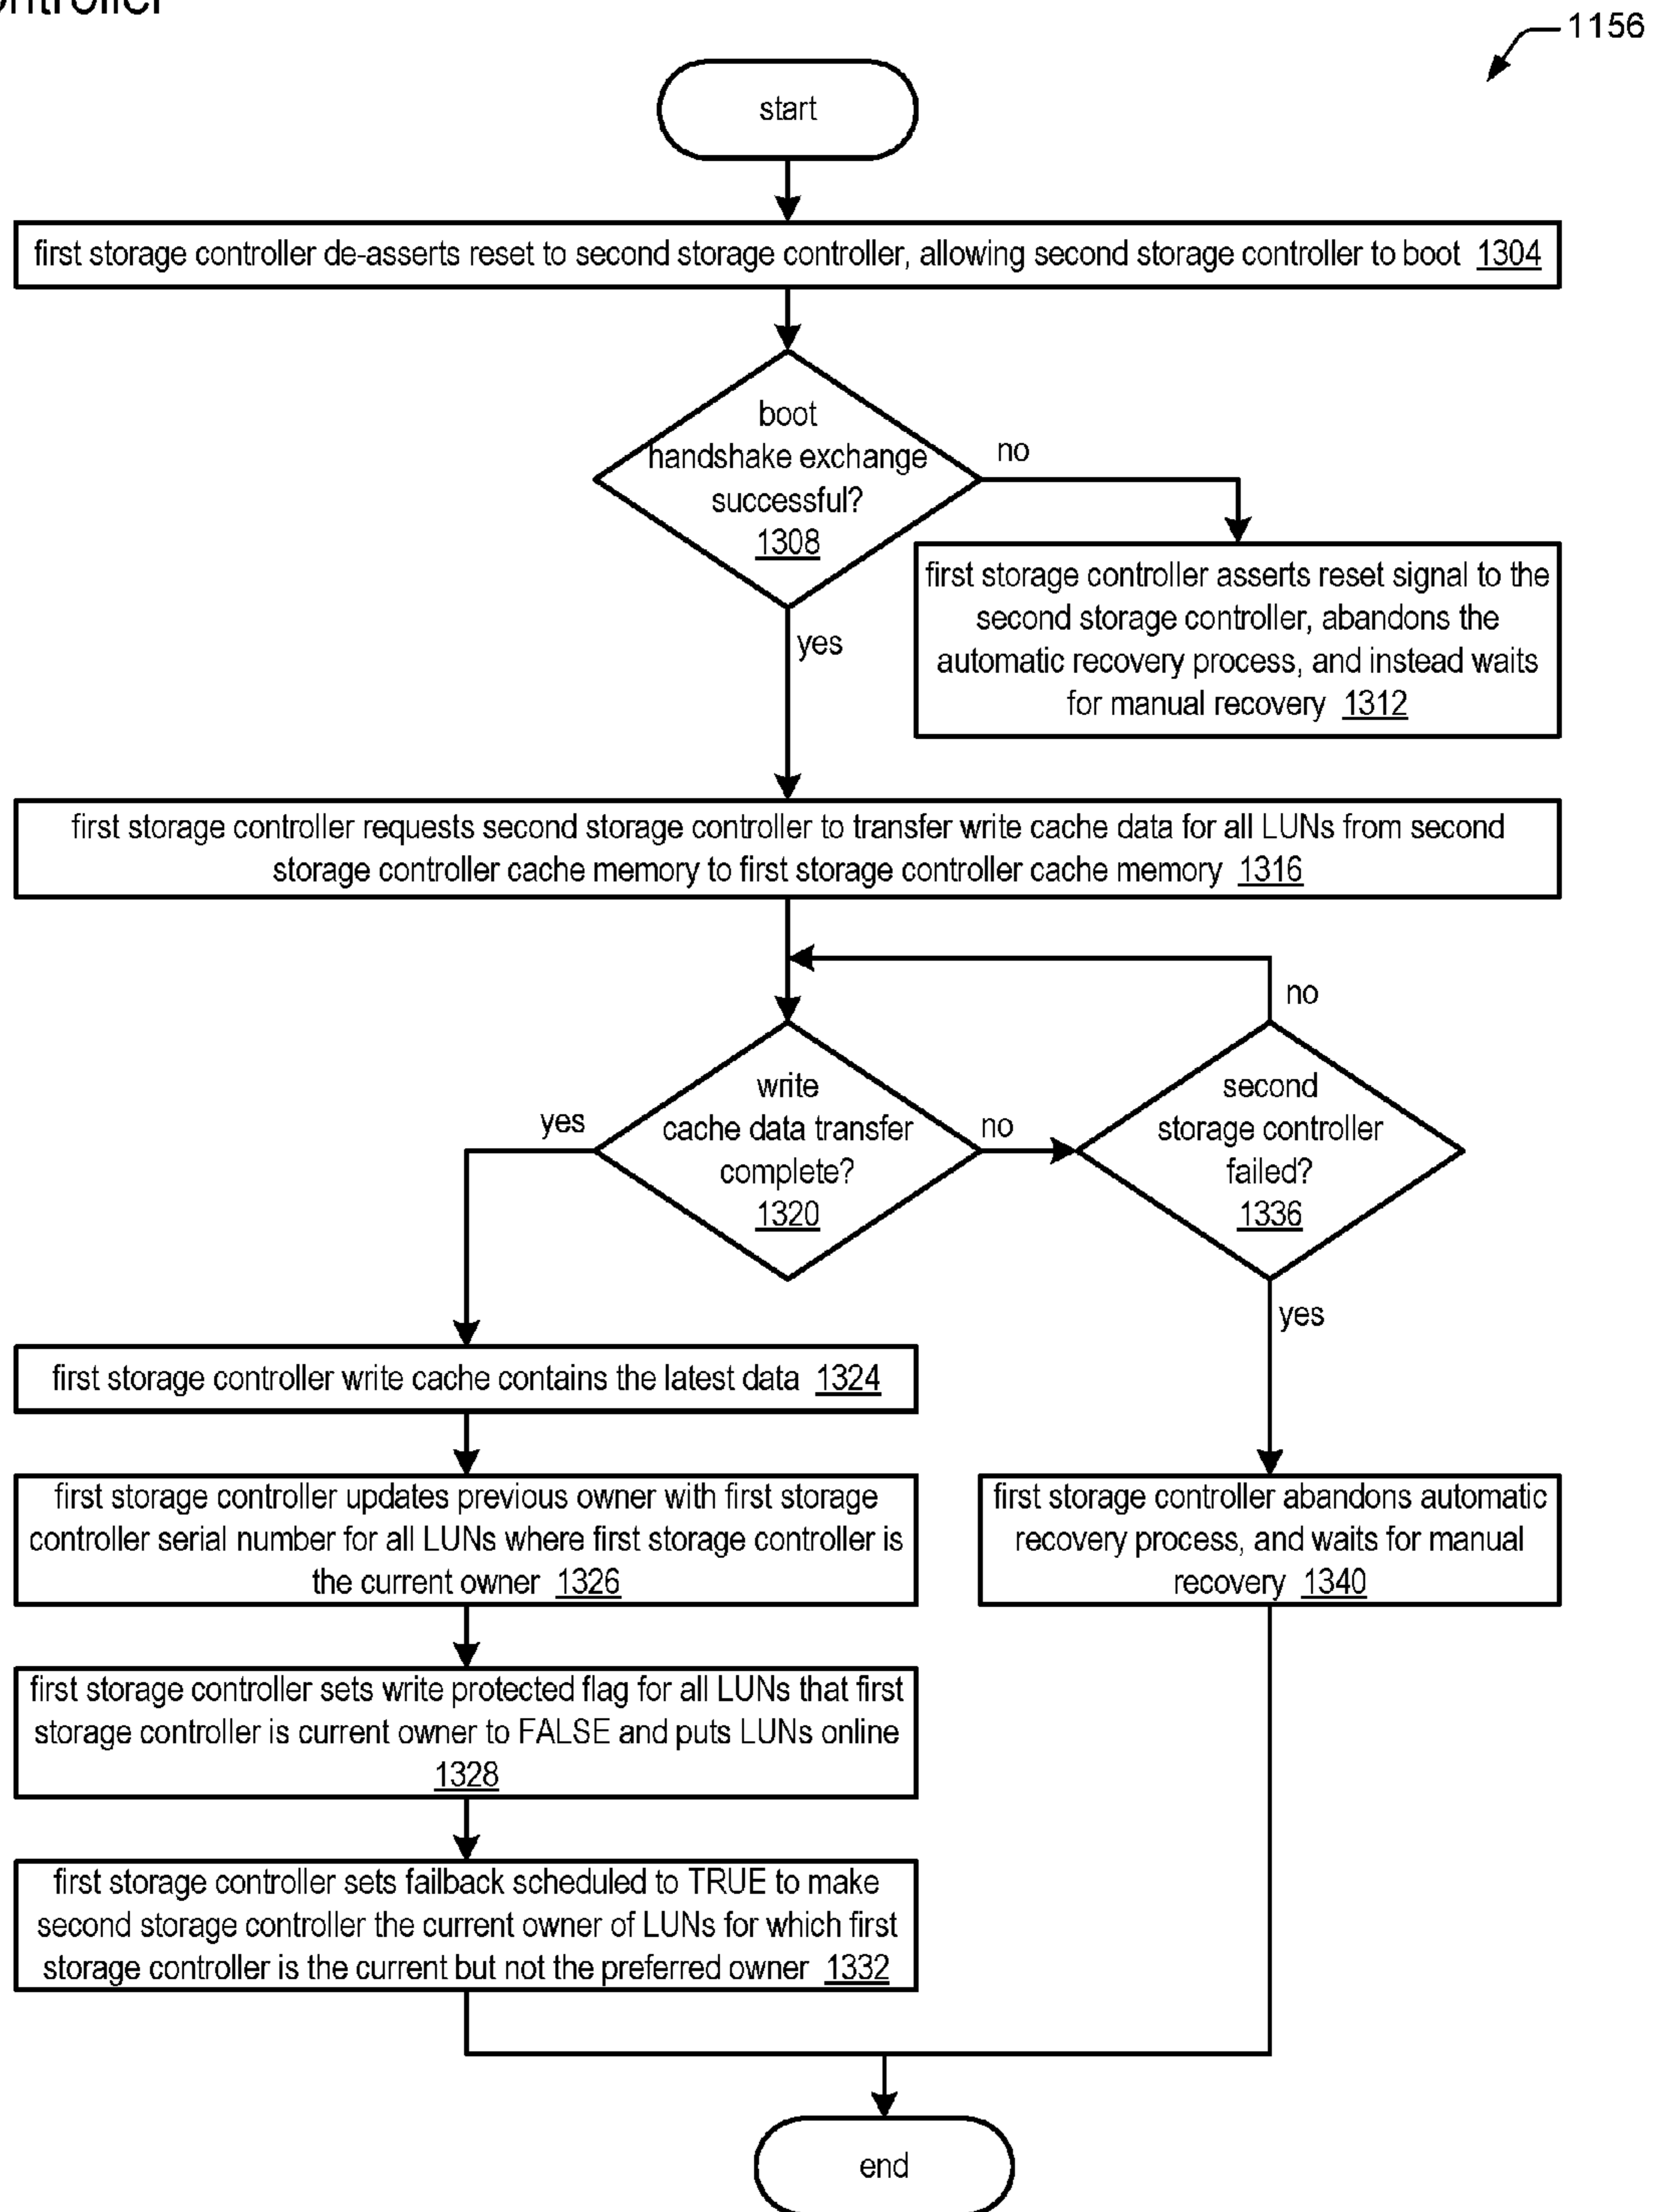 1156
start
first storage controller de-asserts reset to second storage controller, allowing second storage controller to boot 1304
boot
handshake exchange
successful?
1308
no
first storage controller asserts reset signal to the
second storage controller, abandons the
automatic recovery process, and instead waits
for manual recovery 1312
yes
first storage controller requests second storage controller to transfer write cache data for all LUNs from second
storage controller cache memory to first storage controller cache memory 1316
no
write
cache data transfer
complete?
1320
yes
no
second
storage controller
failed?
1336
yes
first storage controller write cache contains the latest data 1324
first storage controller updates previous owner with first storage
controller serial number for all LUNs where first storage controller is
the current owner 1326
first storage controller abandons automatic
recovery process, and waits for manual
recovery 1340
first storage controller sets write protected flag for all LUNs that first
storage controller is current owner to FALSE and puts LUNs online
1328
first storage controller sets failback scheduled to TRUE to make
second storage controller the current owner of LUNs for which first
storage controller is the current but not the preferred owner 1332
end